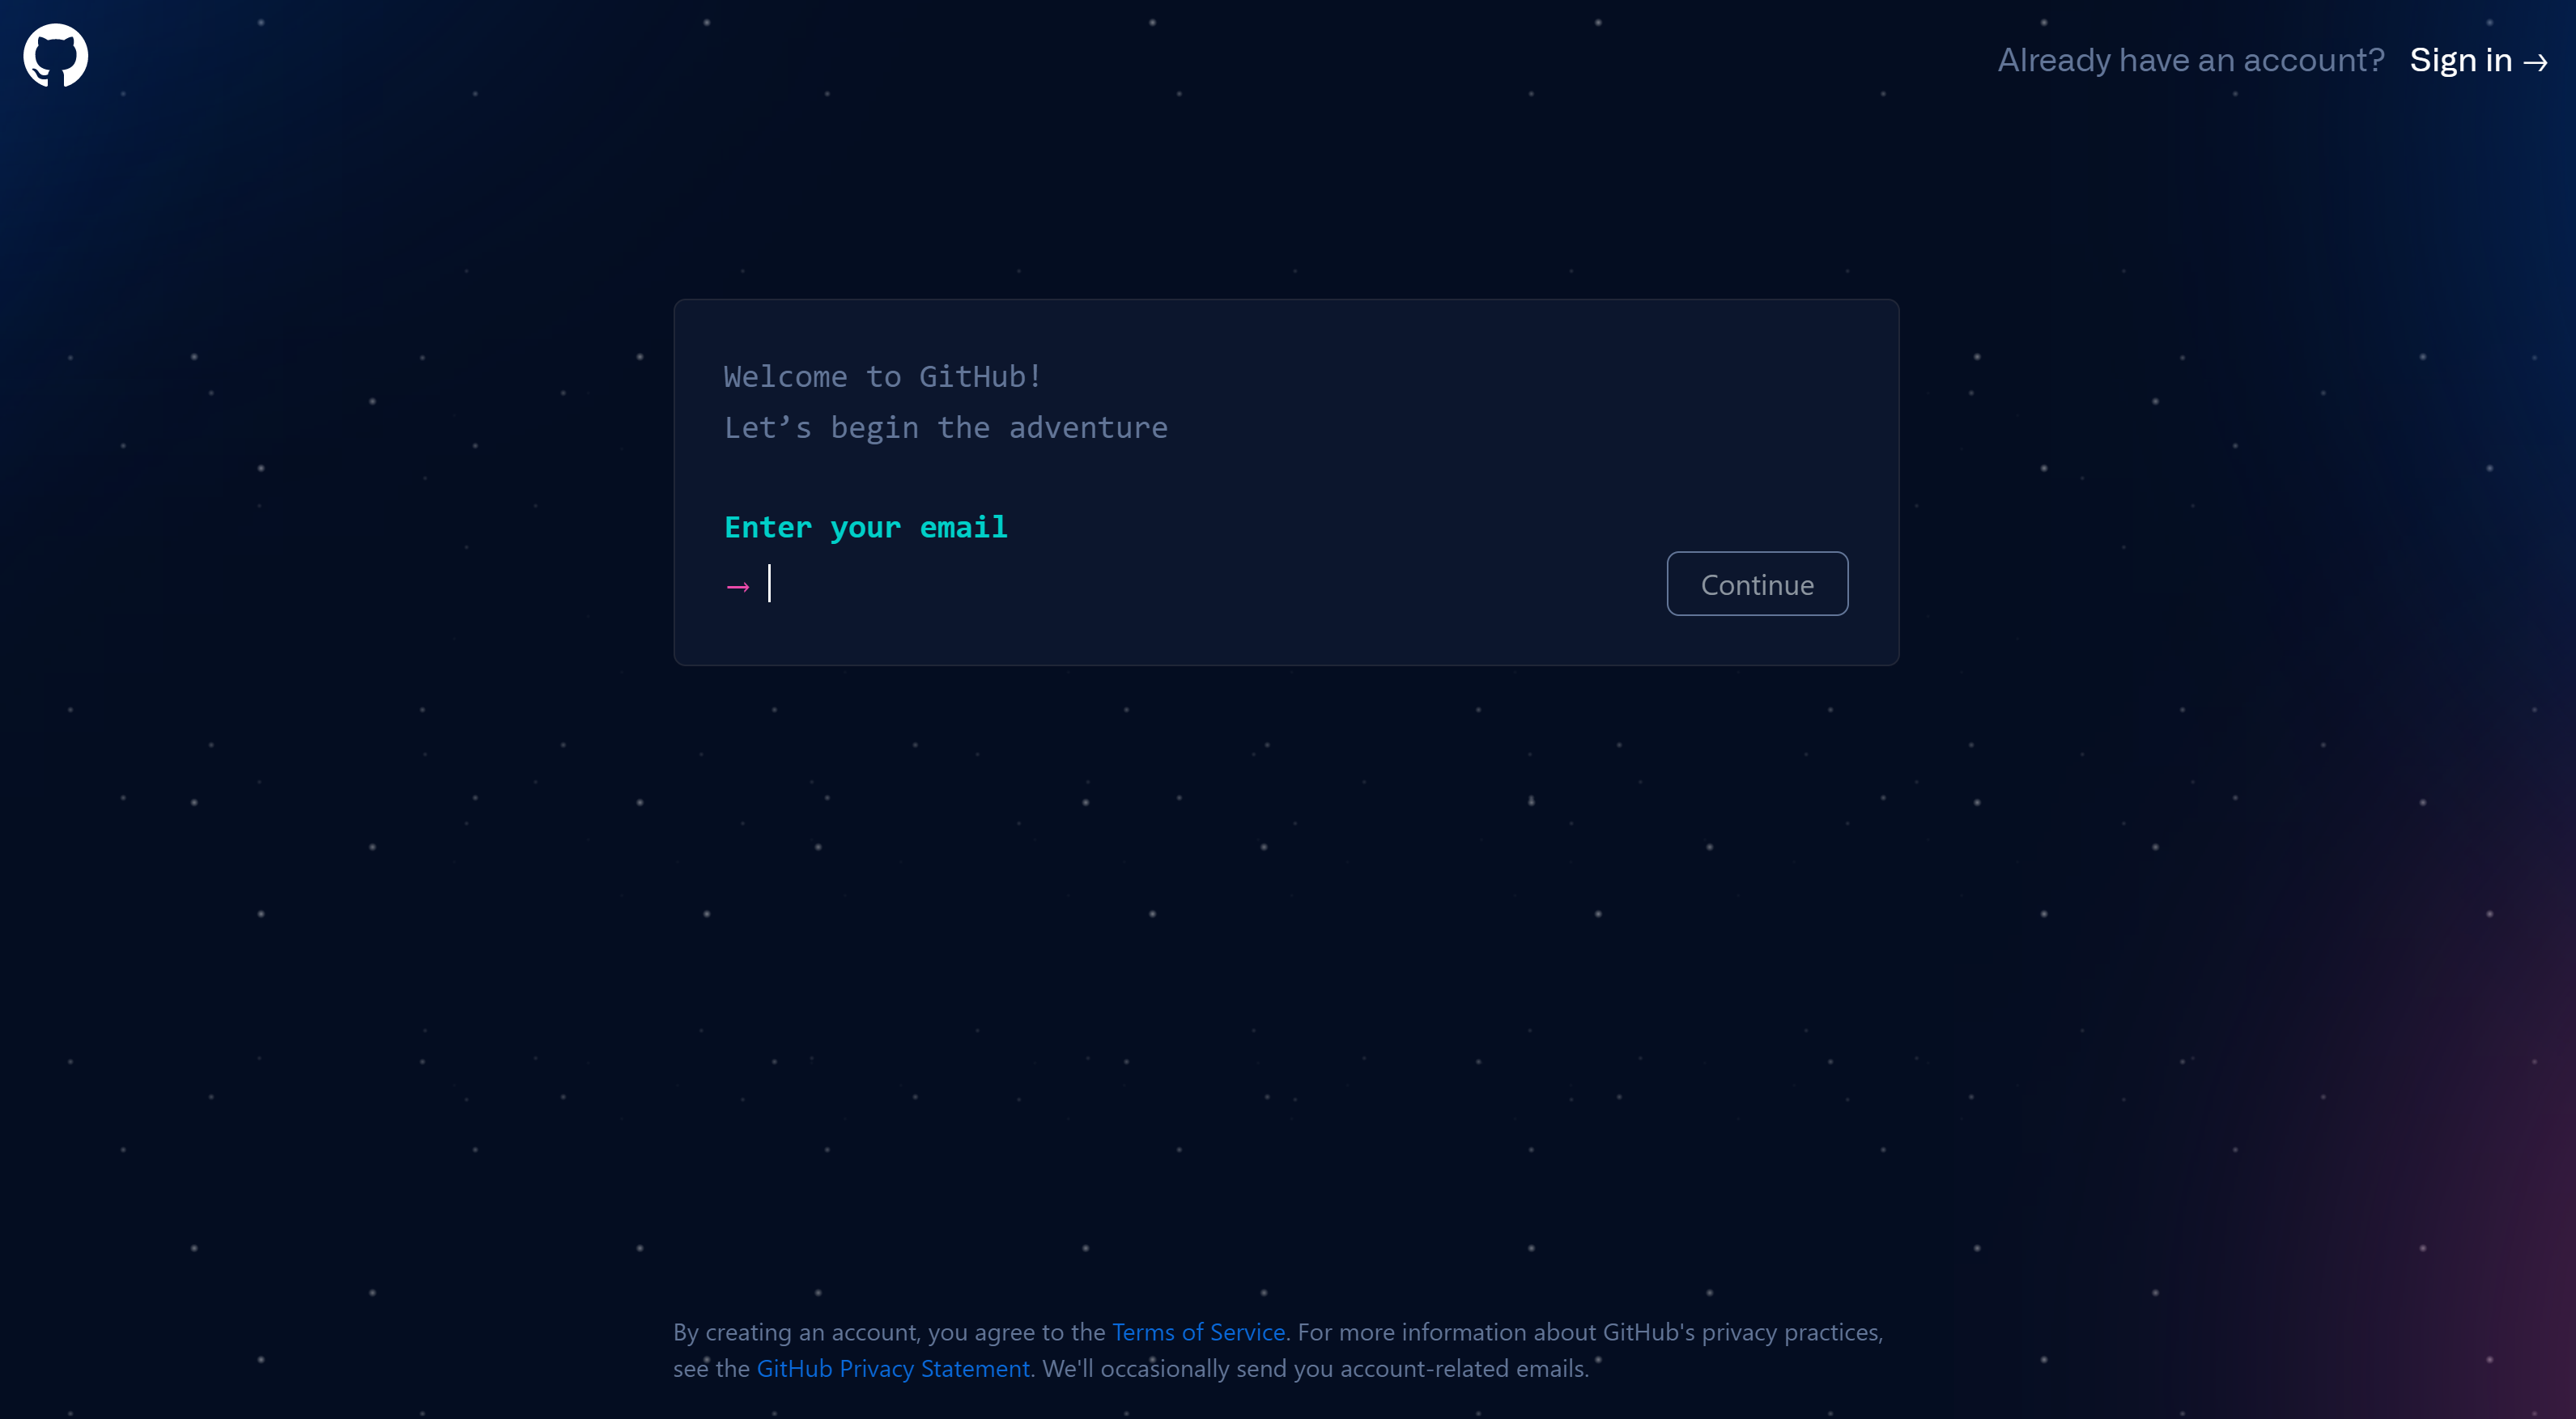 Already have an account? Sign in →
Welcome to GitHub!
Let’s begin the adventure
Enter your email
→
Continue
By creating an account, you agree to the Terms of Service. For more information about GitHub's privacy practices,
see the GitHub Privacy Statement. We'll occasionally send you account-related emails.